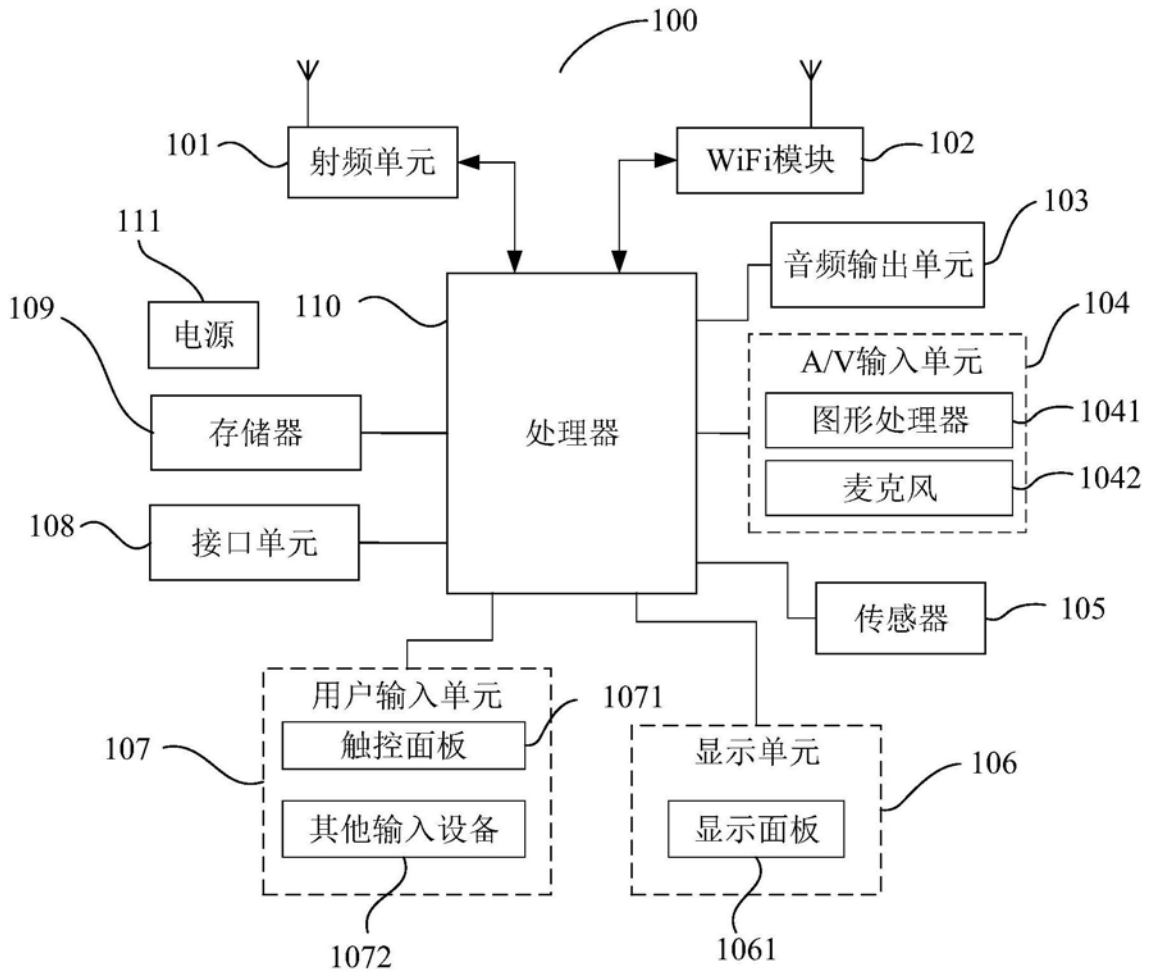 100
101
射频单元
WiFi模块
102
111
103
音频输出单元
109
电源
110
104
A/V输入单元
存储器
处理器
图形处理器
1041
麦克风
1042
108
接口单元
传感器
105
用户输入单元
1071
107
触控面板
显示单元
106
其他输入设备
显示面板
1072
1061